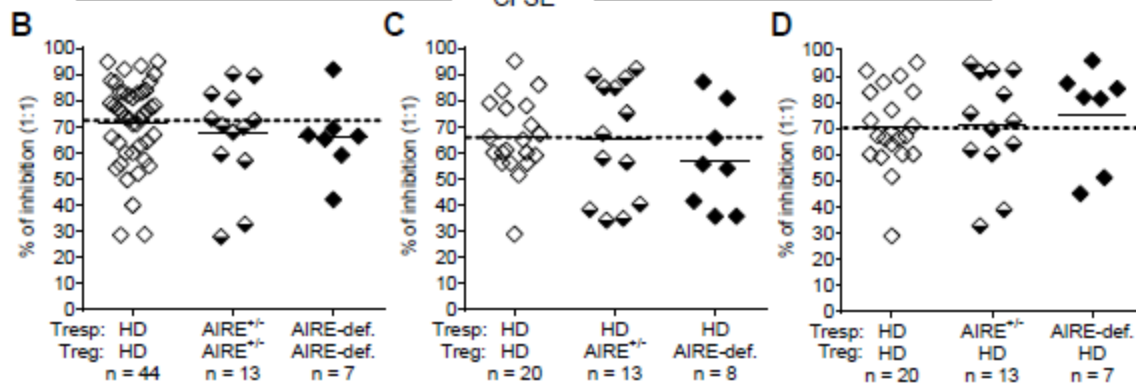 CFSE
B
% of inhibition (1:1)
100
90
80
70
60
50
40
30
20
10
0
Tresp: HD AIRE+/- AIRE-def.
Treg: HD AIRE+/- AIRE-def.
n = 44 n = 13 n = 7
C
% of inhibition (1:1)
100
90
80
70
60
50
40
30
20
10
0
Tresp: HD HD HD
Treg: HD AIRE+/- AIRE-def.
n = 20 n = 13 n = 8
D
% of inhibition (1:1)
100
90
80
70
60
50
40
30
20
10
0
Tresp: HD AIRE+/- AIRE-def.
Treg: HD HD HD
n = 20 n = 13 n = 7